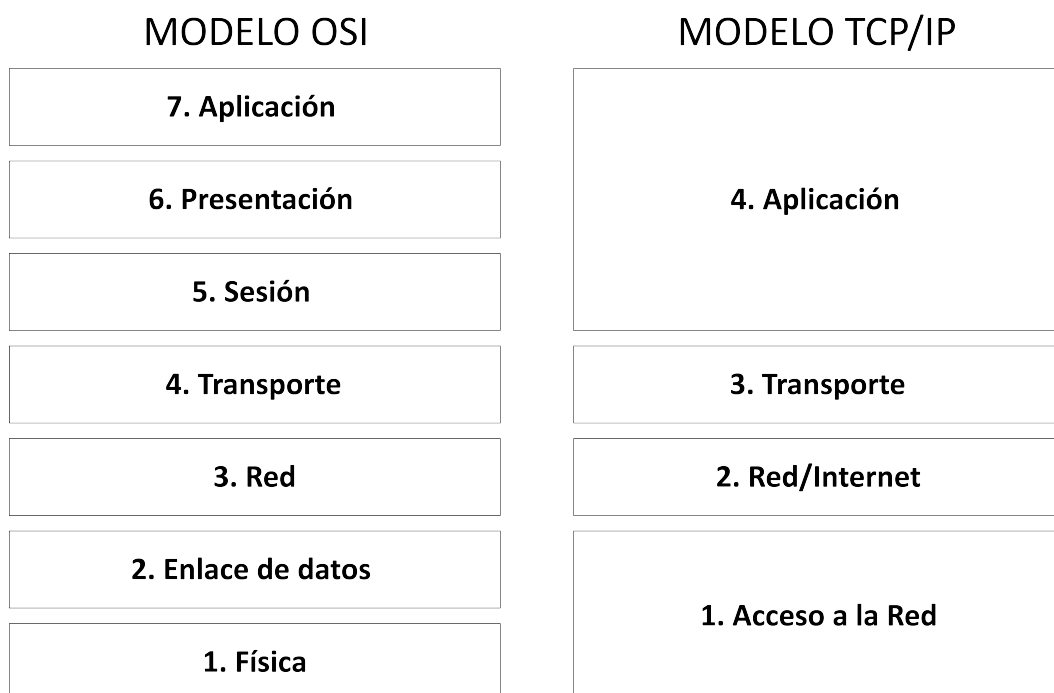 MODELO OSI
7. Aplicación
6. Presentación
5. Sesión
4. Transporte
3. Red
2. Enlace de datos
1. Física
MODELO TCP/IP
4. Aplicación
3. Transporte
2. Red/Internet
1. Acceso a la Red